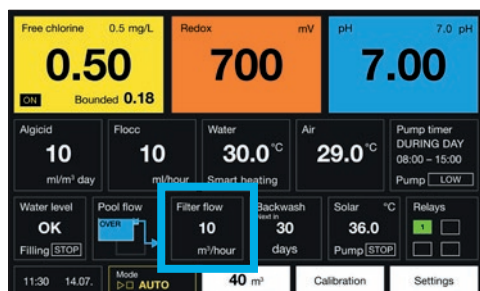 Free chlorine 0.5 mg/L
0.50
ON Bounded 0.18
Redox mV
700
pH 7.0 pH
7.00
Algicid
10
ml/m³ day
Flocc
10
ml/hour
Water
30.0 °C
Smart heating
Air
29.0 °C
Pump timer
DURING DAY
08:00 – 15:00
Pump LOW
Water level
OK
Filling STOP
Pool flow
OVER
Filter flow
10
m³/hour
Backwash
Next in
30
days
Solar °C
36.0
Pump STOP
Relays
1
11:30 14.07.
Mode
AUTO
40 m³
Calibration
Settings